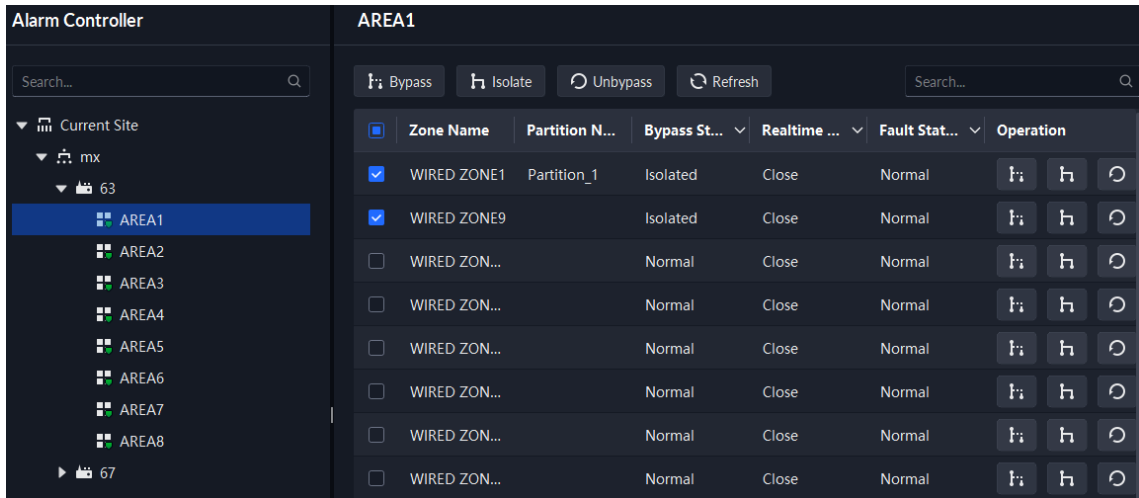 Alarm Controller
AREA1
Search...
Bypass Isolate Unbypass Refresh Search...
Current Site
mx
63
AREA1
AREA2
AREA3
AREA4
AREA5
AREA6
AREA7
AREA8
67
Zone Name Partition N... Bypass St... Realtime ... Fault Stat... Operation
WIRED ZONE1 Partition_1 Isolated Close Normal
WIRED ZONE9 Isolated Close Normal
WIRED ZON... Normal Close Normal
WIRED ZON... Normal Close Normal
WIRED ZON... Normal Close Normal
WIRED ZON... Normal Close Normal
WIRED ZON... Normal Close Normal
WIRED ZON... Normal Close Normal